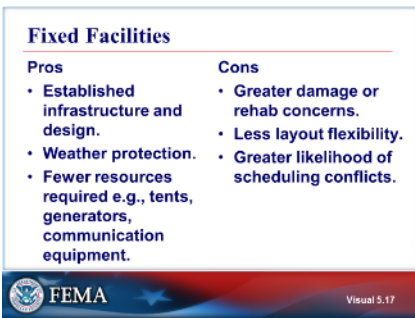 Fixed Facilities
Pros
• Established
infrastructure and
design.
• Weather protection.
• Fewer resources
required e.g., tents,
generators,
communication
equipment.
Cons
• Greater damage or
rehab concerns.
• Less layout flexibility.
• Greater likelihood of
scheduling conflicts.
FEMA
Visual 5.17